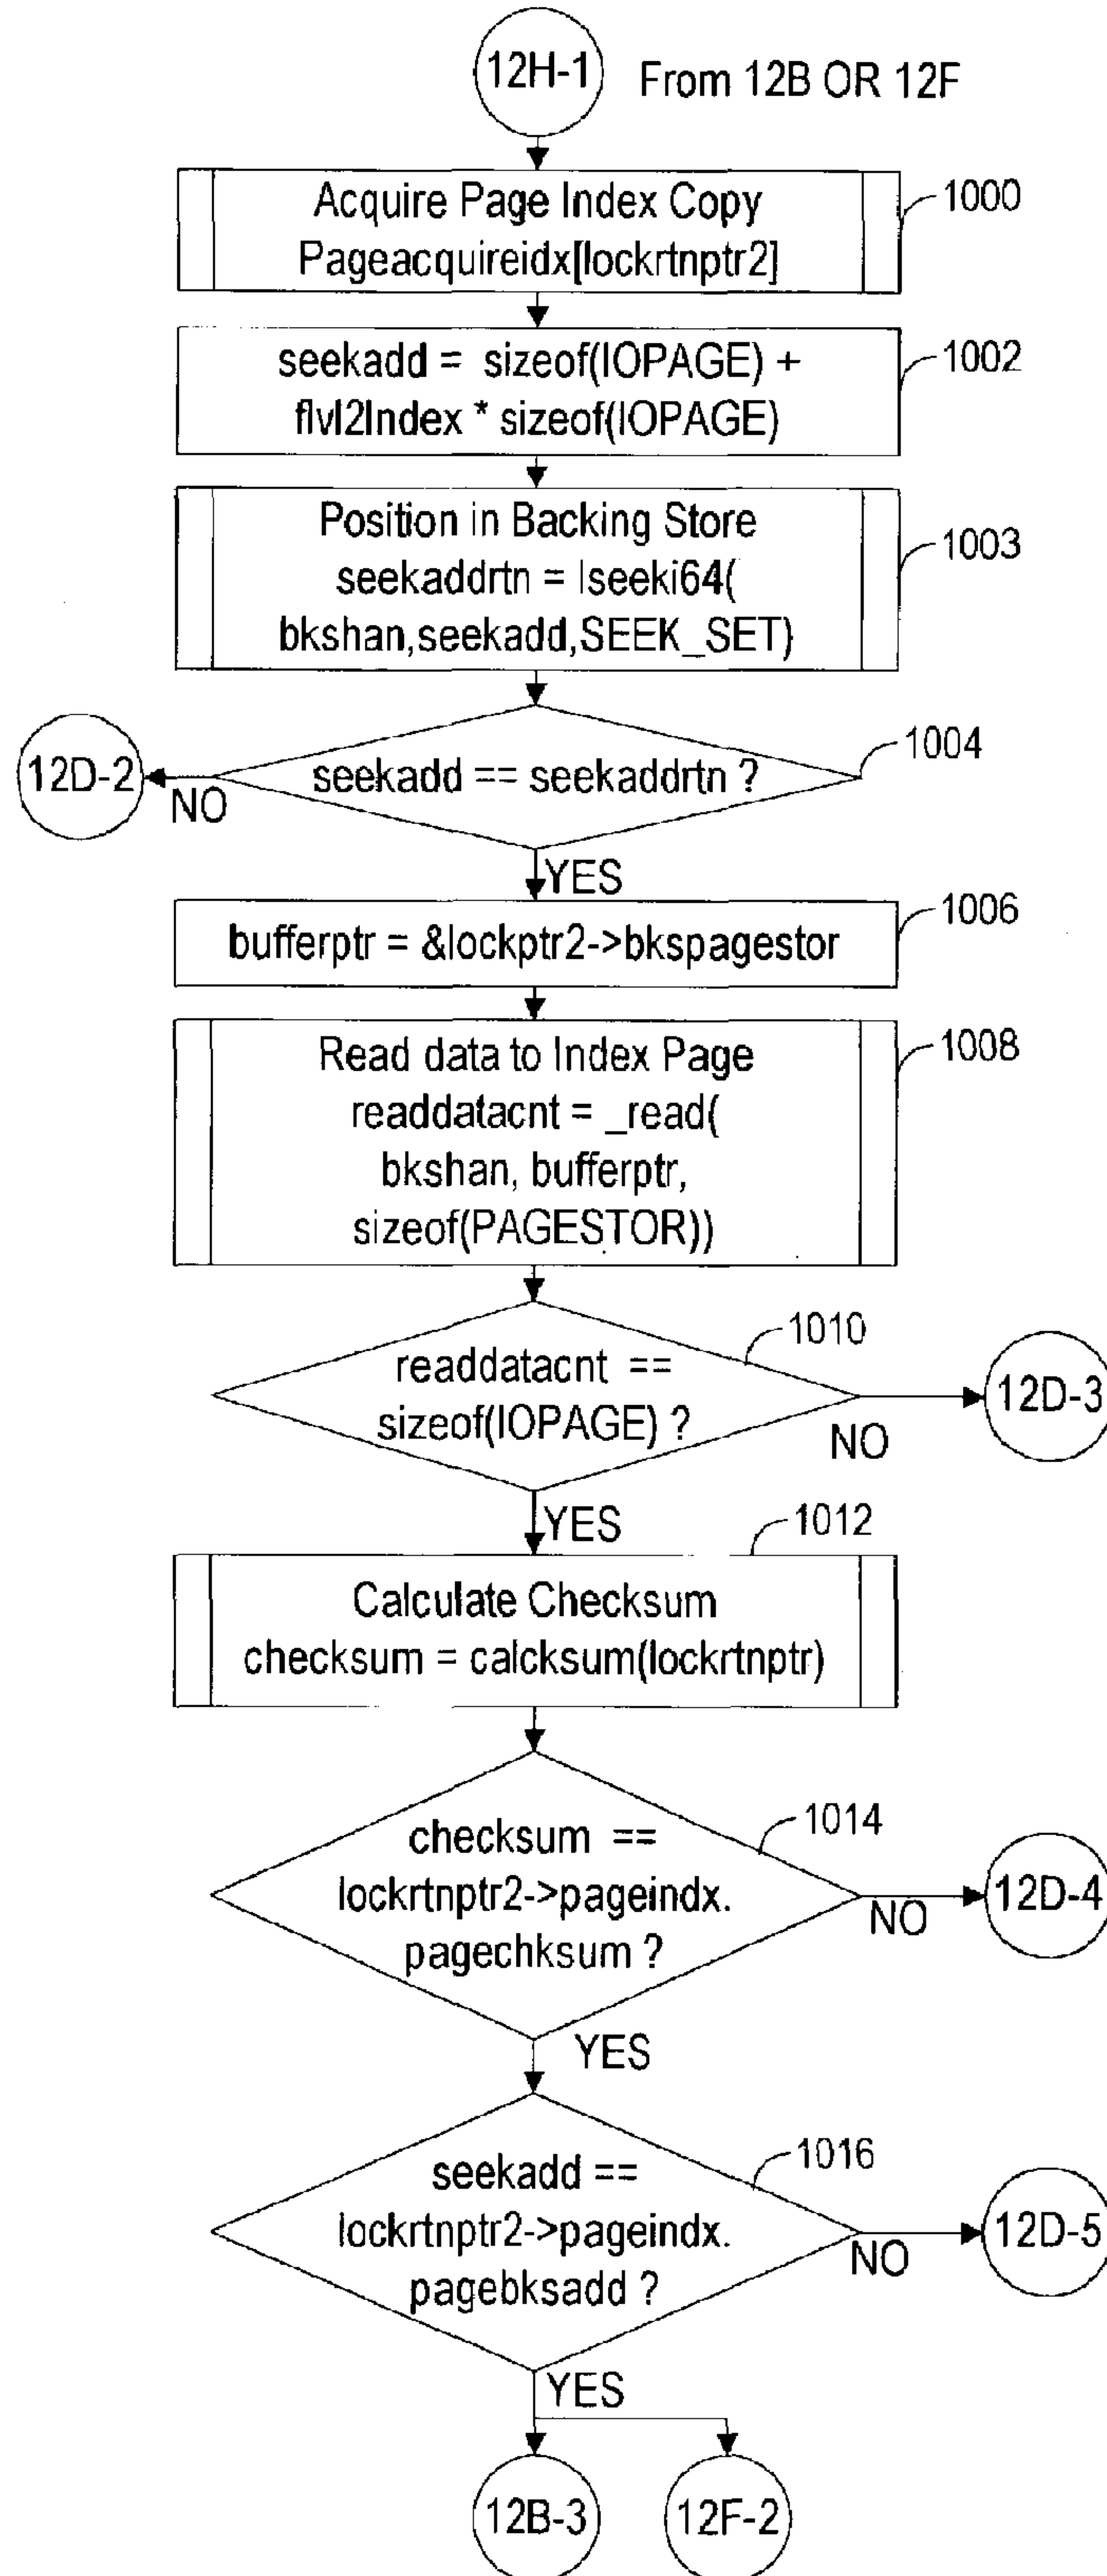 12H-1 From 12B OR 12F
Acquire Page Index Copy
Pageacquireidx[lockrtnptr2]
1000
seekadd = sizeof(IOPAGE) +
flvl2Index * sizeof(IOPAGE)
1002
Position in Backing Store
seekaddrtn = lseeki64(
bkshan,seekadd,SEEK_SET)
1003
seekadd == seekaddrtn ?
1004
12D-2
NO
YES
bufferptr = &lockptr2->bkspagestor
1006
Read data to Index Page
readdatacnt = _read(
bkshan, bufferptr,
sizeof(PAGESTOR))
1008
readdatacnt ==
sizeof(IOPAGE) ?
1010
NO
12D-3
YES
Calculate Checksum
checksum = calcksum(lockrtnptr)
1012
checksum ==
lockrtnptr2->pageindx.
pagechksum ?
1014
NO
12D-4
YES
seekadd ==
lockrtnptr2->pageindx.
pagebksadd ?
1016
NO
12D-5
YES
12B-3
12F-2